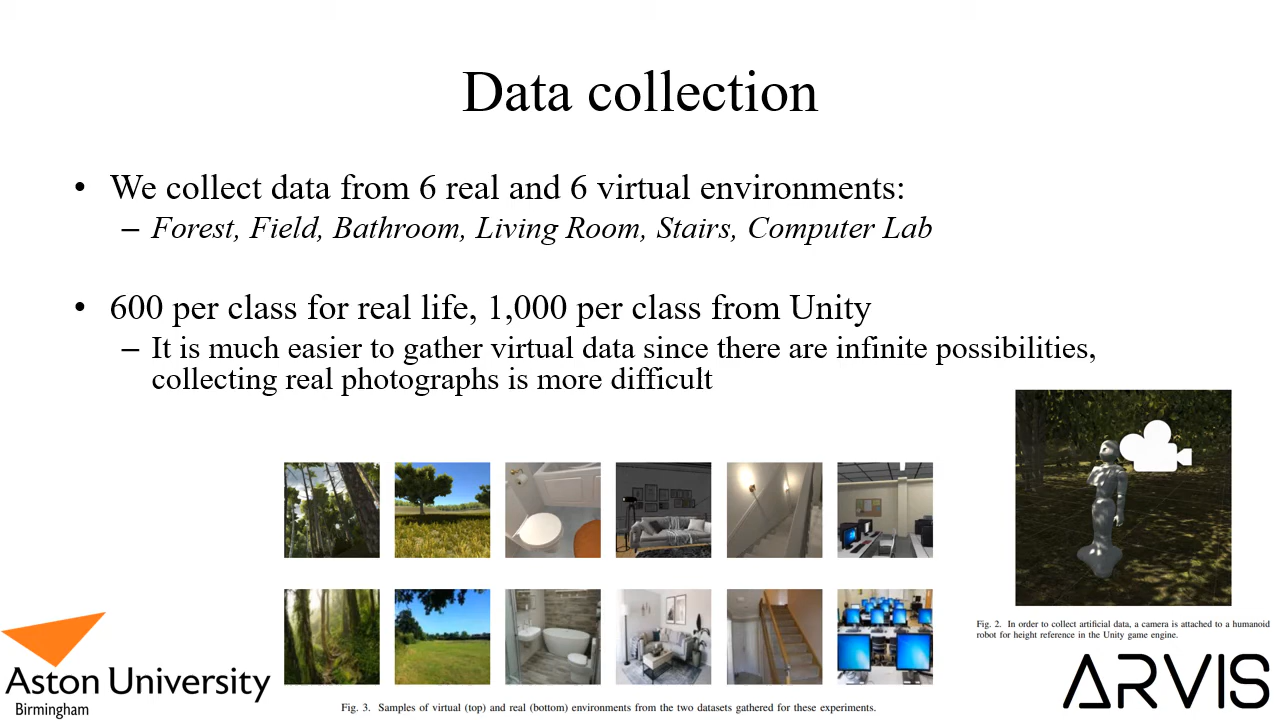 Data collection
• We collect data from 6 real and 6 virtual environments:
– Forest, Field, Bathroom, Living Room, Stairs, Computer Lab
• 600 per class for real life, 1,000 per class from Unity
– It is much easier to gather virtual data since there are infinite possibilities,
collecting real photographs is more difficult
Fig. 2. In order to collect artificial data, a camera is attached to a humanoid
robot for height reference in the Unity game engine.
Aston University
Birmingham
ARVIS
Fig. 3. Samples of virtual (top) and real (bottom) environments from the two datasets gathered for these experiments.